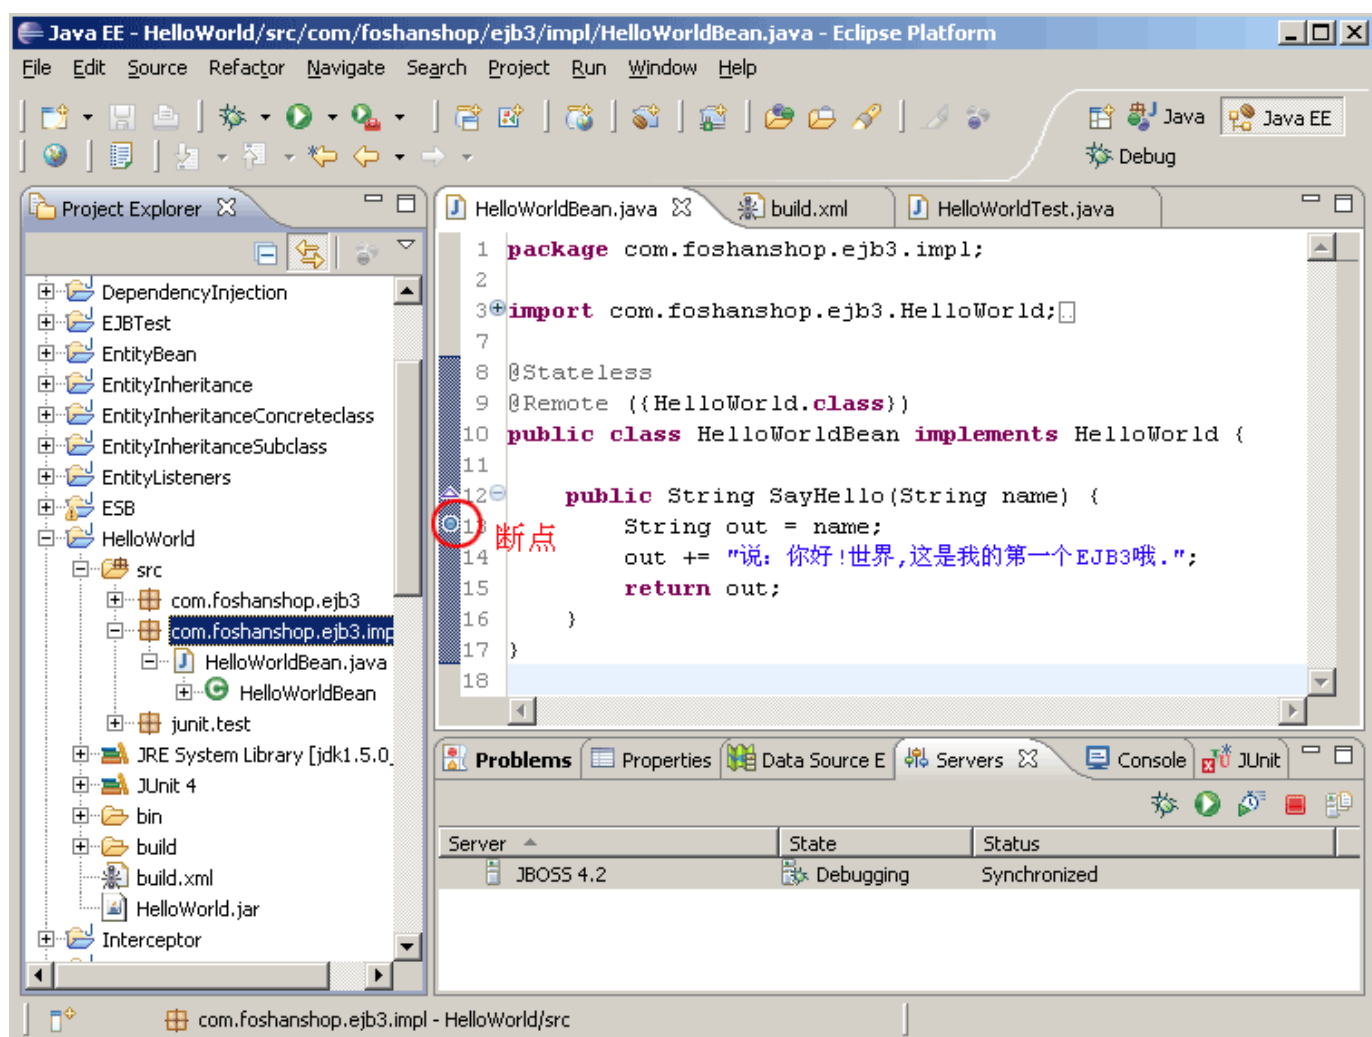 Java EE - HelloWorld/src/com/foshanshop/ejb3/impl/HelloWorldBean.java - Eclipse Platform
File Edit Source Refactor Navigate Search Project Run Window Help
Java Java EE
Debug
Project Explorer
DependencyInjection
EJBTest
EntityBean
EntityInheritance
EntityInheritanceConcreteclass
EntityInheritanceSubclass
EntityListeners
ESB
HelloWorld
src
com.foshanshop.ejb3
com.foshanshop.ejb3.imp
HelloWorldBean.java
HelloWorldBean
junit.test
JRE System Library [jdk1.5.0_
JUnit 4
bin
build
build.xml
HelloWorld.jar
Interceptor
HelloWorldBean.java build.xml HelloWorldTest.java
1 package com.foshanshop.ejb3.impl;
2
3 import com.foshanshop.ejb3.HelloWorld;
7
8 @Stateless
9 @Remote ({HelloWorld.class})
10 public class HelloWorldBean implements HelloWorld {
11
12 public String SayHello(String name) {
13 String out = name;
断点
14 out += "说：你好!世界,这是我的第一个EJB3哦.";
15 return out;
16 }
17 }
18
Problems Properties Data Source E Servers Console JUnit
Server State Status
JBOSS 4.2 Debugging Synchronized
com.foshanshop.ejb3.impl - HelloWorld/src